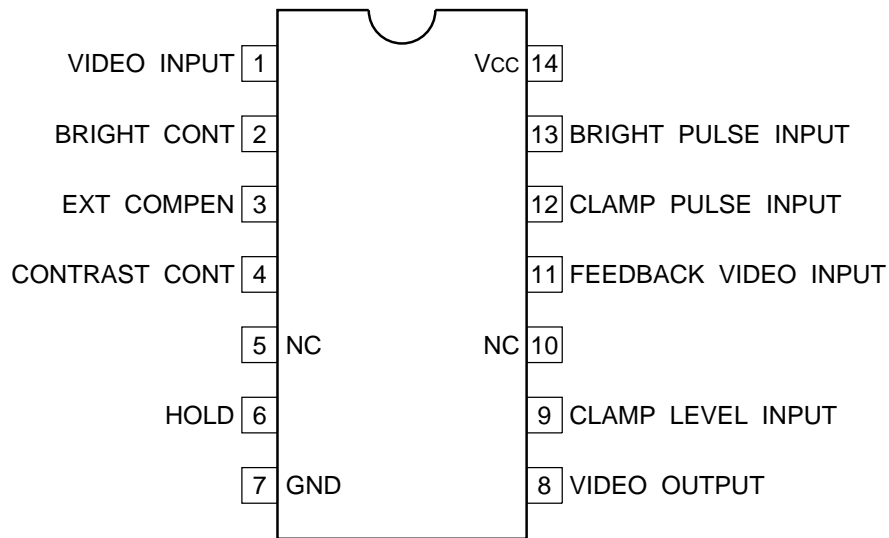 VIDEO INPUT 1
VCC 14
BRIGHT CONT 2
13 BRIGHT PULSE INPUT
EXT COMPEN 3
12 CLAMP PULSE INPUT
CONTRAST CONT 4
11 FEEDBACK VIDEO INPUT
5 NC
NC 10
HOLD 6
9 CLAMP LEVEL INPUT
7 GND
8 VIDEO OUTPUT